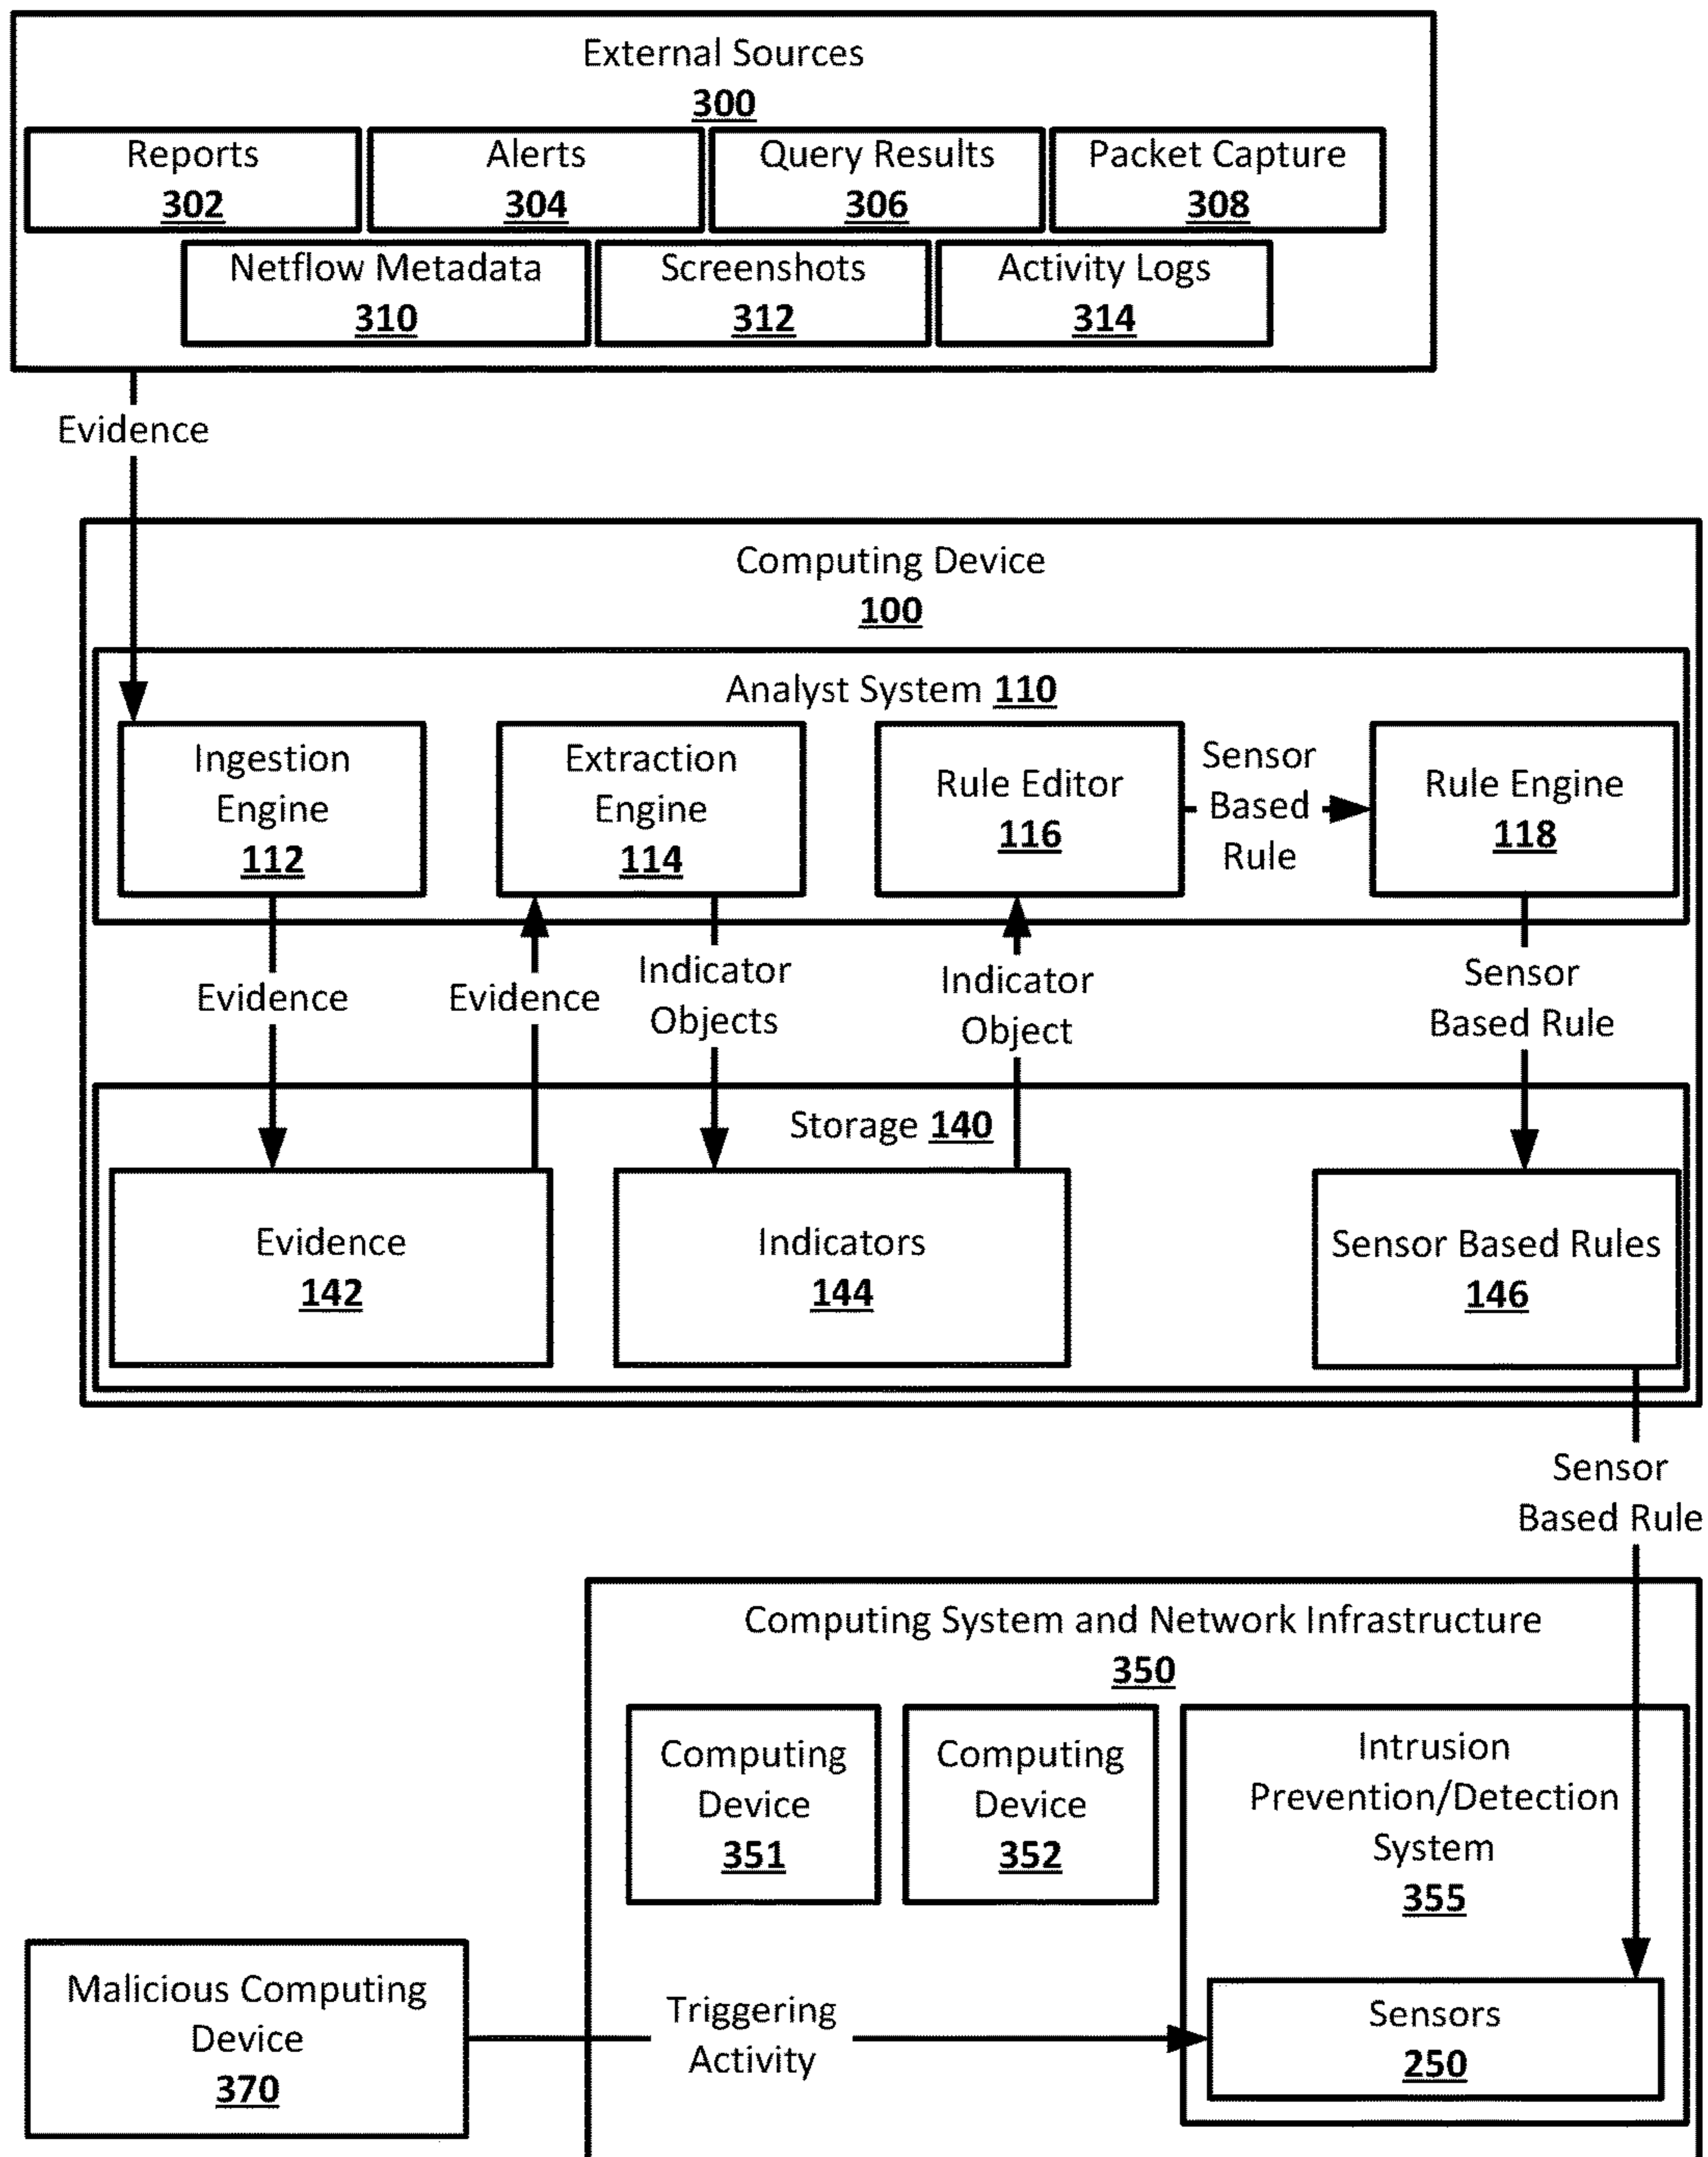 External Sources
300
Reports
302
Alerts
304
Query Results
306
Packet Capture
308
Netflow Metadata
310
Screenshots
312
Activity Logs
314
Evidence
Computing Device
100
Analyst System 110
Ingestion
Engine
112
Extraction
Engine
114
Rule Editor
116
Sensor
Based
Rule
Rule Engine
118
Evidence
Evidence
Indicator
Objects
Indicator
Object
Sensor
Based Rule
Storage 140
Evidence
142
Indicators
144
Sensor Based Rules
146
Sensor
Based Rule
Computing System and Network Infrastructure
350
Computing
Device
351
Computing
Device
352
Intrusion
Prevention/Detection
System
355
Malicious Computing
Device
370
Triggering
Activity
Sensors
250